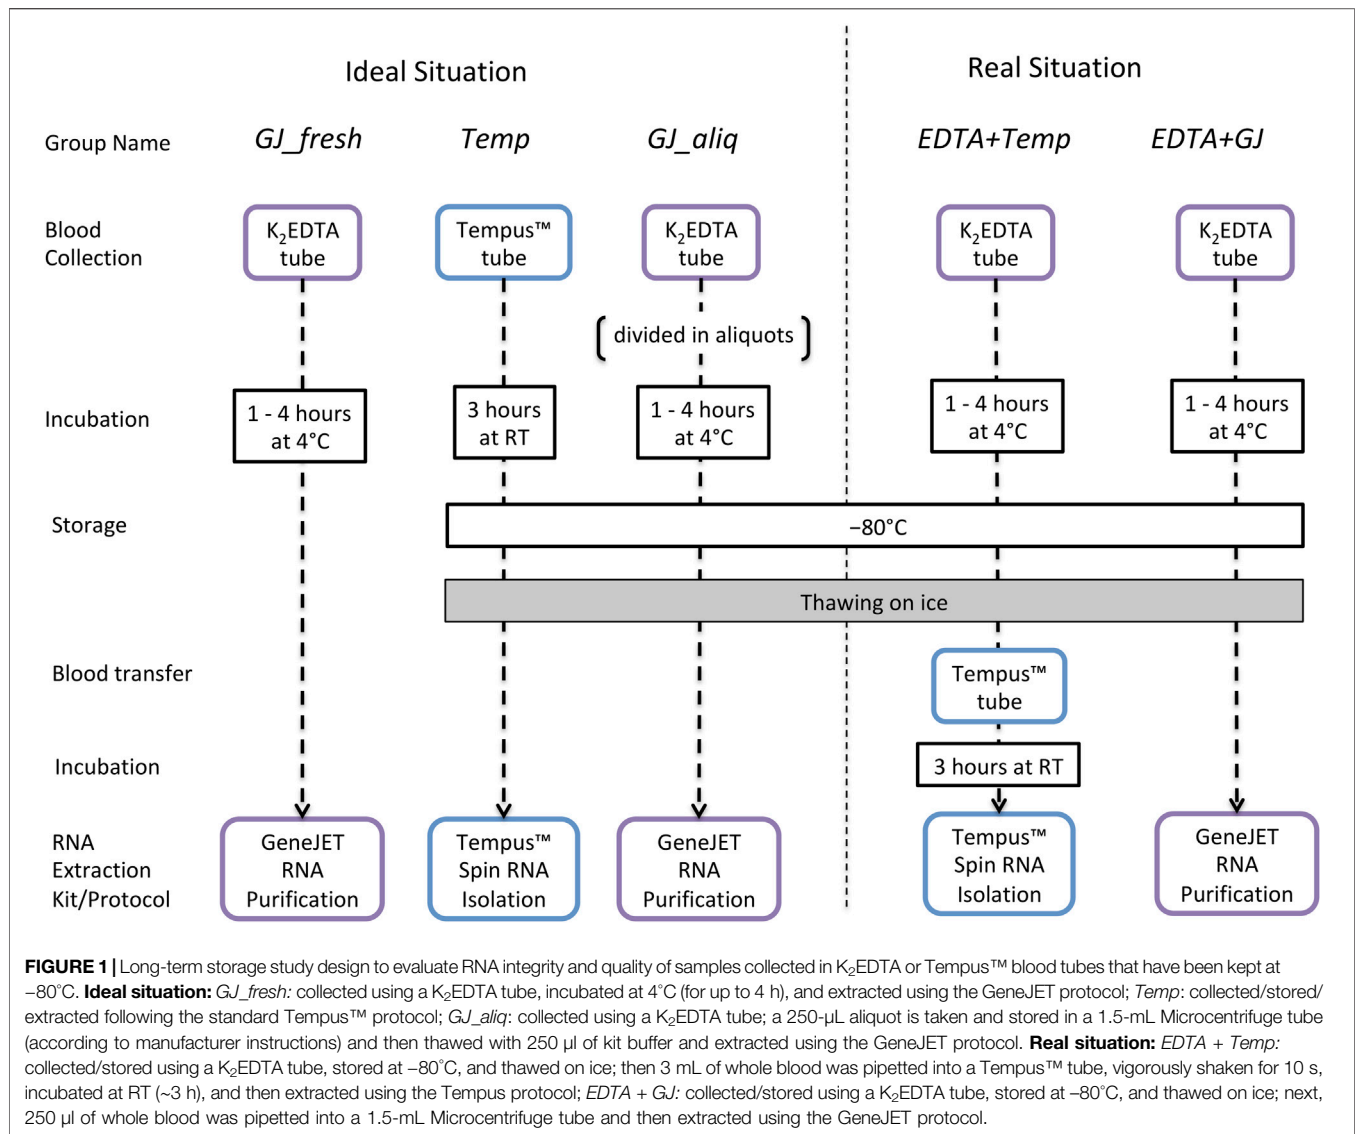 Ideal Situation
Real Situation
Group Name
GJ_fresh
Temp
GJ_aliq
EDTA+Temp
EDTA+GJ
Blood
Collection
K₂EDTA
tube
Tempus™
tube
K₂EDTA
tube
K₂EDTA
tube
K₂EDTA
tube
divided in aliquots
Incubation
1 - 4 hours
at 4°C
3 hours
at RT
1 - 4 hours
at 4°C
1 - 4 hours
at 4°C
1 - 4 hours
at 4°C
Storage
−80°C
Thawing on ice
Blood transfer
Tempus™
tube
Incubation
3 hours at RT
RNA
Extraction
Kit/Protocol
GeneJET
RNA
Purification
Tempus™
Spin RNA
Isolation
GeneJET
RNA
Purification
Tempus™
Spin RNA
Isolation
GeneJET
RNA
Purification
FIGURE 1 | Long-term storage study design to evaluate RNA integrity and quality of samples collected in K₂EDTA or Tempus™ blood tubes that have been kept at
−80°C. Ideal situation: GJ_fresh: collected using a K₂EDTA tube, incubated at 4°C (for up to 4 h), and extracted using the GeneJET protocol; Temp: collected/stored/
extracted following the standard Tempus™ protocol; GJ_aliq: collected using a K₂EDTA tube; a 250-µL aliquot is taken and stored in a 1.5-mL Microcentrifuge tube
(according to manufacturer instructions) and then thawed with 250 µl of kit buffer and extracted using the GeneJET protocol. Real situation: EDTA + Temp:
collected/stored using a K₂EDTA tube, stored at −80°C, and thawed on ice; then 3 mL of whole blood was pipetted into a Tempus™ tube, vigorously shaken for 10 s,
incubated at RT (~3 h), and then extracted using the Tempus protocol; EDTA + GJ: collected/stored using a K₂EDTA tube, stored at −80°C, and thawed on ice; next,
250 µl of whole blood was pipetted into a 1.5-mL Microcentrifuge tube and then extracted using the GeneJET protocol.